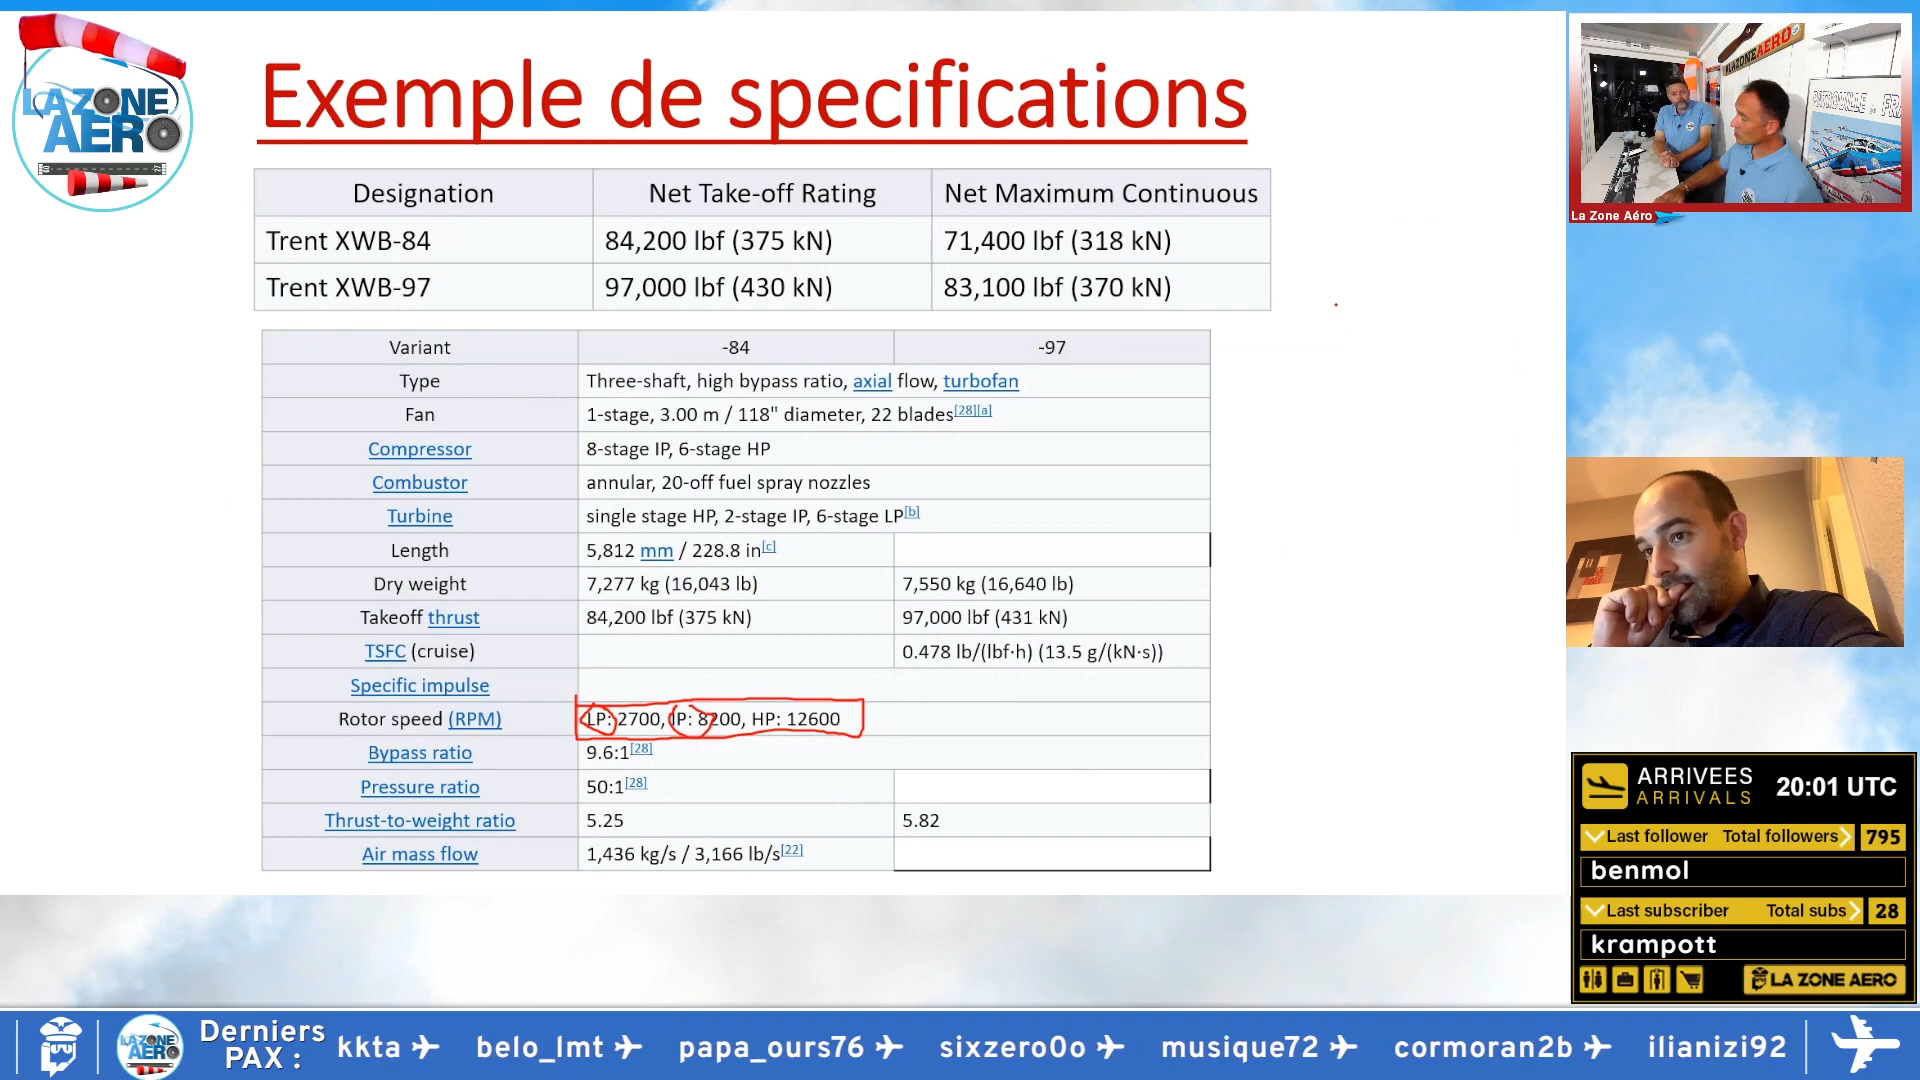 Exemple de specifications
LA ZONE
AERO
Designation Net Take-off Rating Net Maximum Continuous
Trent XWB-84 84,200 lbf (375 kN) 71,400 lbf (318 kN)
Trent XWB-97 97,000 lbf (430 kN) 83,100 lbf (370 kN)
Variant -84 -97
Type Three-shaft, high bypass ratio, axial flow, turbofan
Fan 1-stage, 3.00 m / 118" diameter, 22 blades[28][a]
Compressor 8-stage IP, 6-stage HP
Combustor annular, 20-off fuel spray nozzles
Turbine single stage HP, 2-stage IP, 6-stage LP[b]
Length 5,812 mm / 228.8 in[c]
Dry weight 7,277 kg (16,043 lb) 7,550 kg (16,640 lb)
Takeoff thrust 84,200 lbf (375 kN) 97,000 lbf (431 kN)
TSFC (cruise) 0.478 lb/(lbf·h) (13.5 g/(kN·s))
Specific impulse
Rotor speed (RPM) LP: 2700, IP: 8200, HP: 12600
Bypass ratio 9.6:1[28]
Pressure ratio 50:1[28]
Thrust-to-weight ratio 5.25 5.82
Air mass flow 1,436 kg/s / 3,166 lb/s[22]
#LAZONEAERO
PATROUILLE de FRA
La Zone Aéro
ARRIVEES
ARRIVALS
20:01 UTC
Last follower Total followers 795
benmol
Last subscriber Total subs 28
krampott
LA ZONE AERO
LA ZONE
AERO
Derniers
PAX :
kkta belo_lmt papa_ours76 sixzero0o musique72 cormoran2b ilianizi92